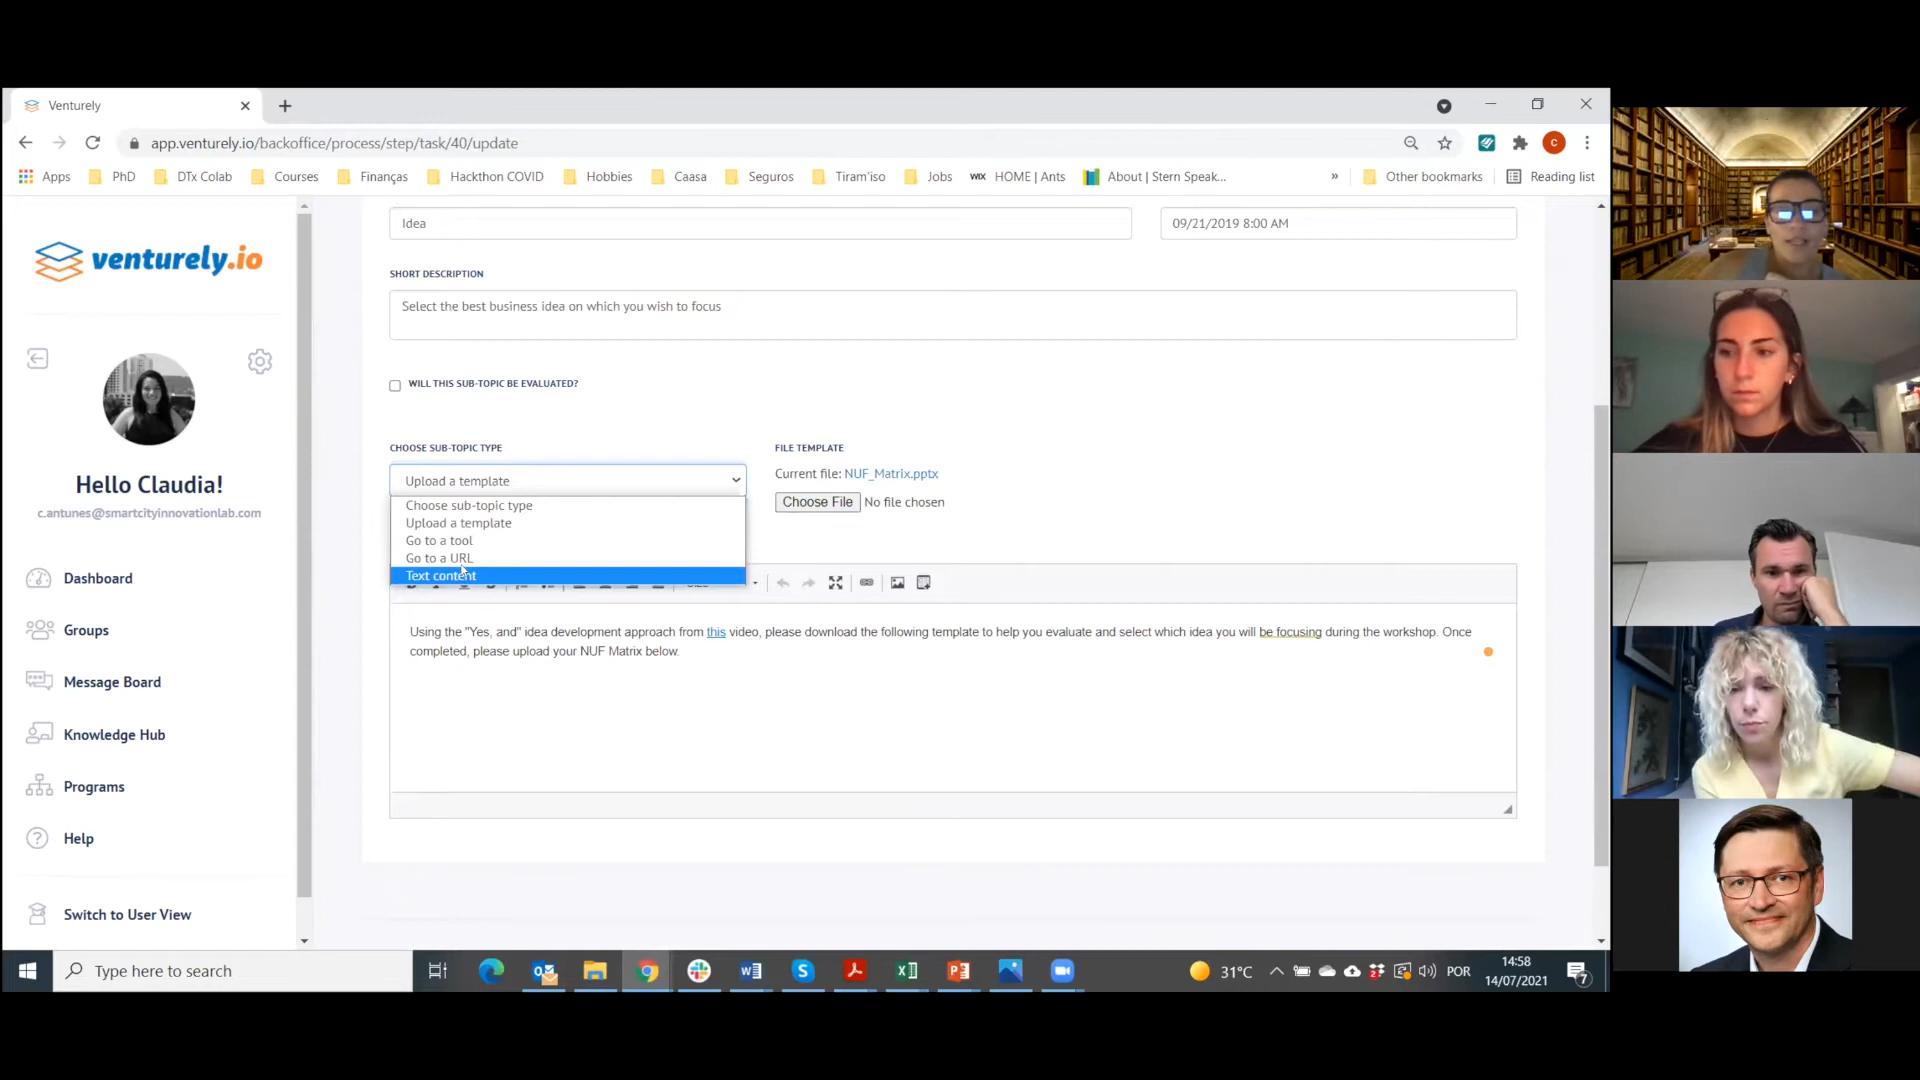 Venturely
app.venturely.io/backoffice/process/step/task/40/update
Apps PhD DTx Colab Courses Finanças Hackthon COVID Hobbies Caasa Seguros Tiram'iso Jobs WIX HOME | Ants About | Stern Speak... » Other bookmarks Reading list
venturely.io
Hello Claudia!
c.antunes@smartcityinnovationlab.com
Dashboard
Groups
Message Board
Knowledge Hub
Programs
Help
Switch to User View
Idea
09/21/2019 8:00 AM
SHORT DESCRIPTION
Select the best business idea on which you wish to focus
WILL THIS SUB-TOPIC BE EVALUATED?
CHOOSE SUB-TOPIC TYPE
Upload a template
Choose sub-topic type
Upload a template
Go to a tool
Go to a URL
Text content
FILE TEMPLATE
Current file: NUF_Matrix.pptx
Choose File No file chosen
Using the "Yes, and" idea development approach from this video, please download the following template to help you evaluate and select which idea you will be focusing during the workshop. Once
completed, please upload your NUF Matrix below.
Type here to search
31°C
POR
14:58
14/07/2021
7